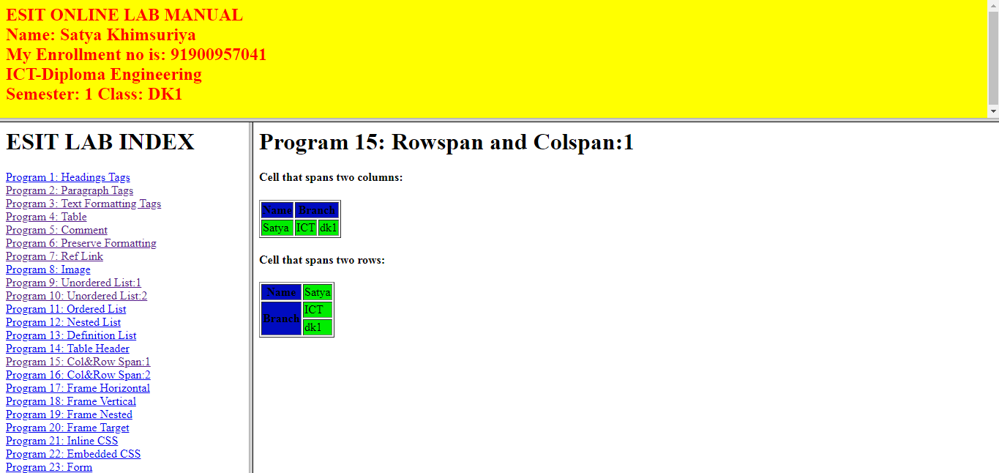 ESIT ONLINE LAB MANUAL
Name: Satya Khimsuriya
My Enrollment no is: 91900957041
ICT-Diploma Engineering
Semester: 1 Class: DK1
ESIT LAB INDEX
Program 1: Headings Tags
Program 2: Paragraph Tags
Program 3: Text Formatting Tags
Program 4: Table
Program 5: Comment
Program 6: Preserve Formatting
Program 7: Ref Link
Program 8: Image
Program 9: Unordered List:1
Program 10: Unordered List:2
Program 11: Ordered List
Program 12: Nested List
Program 13: Definition List
Program 14: Table Header
Program 15: Col&Row Span:1
Program 16: Col&Row Span:2
Program 17: Frame Horizontal
Program 18: Frame Vertical
Program 19: Frame Nested
Program 20: Frame Target
Program 21: Inline CSS
Program 22: Embedded CSS
Program 23: Form
Program 15: Rowspan and Colspan:1
Cell that spans two columns:
Name Branch
Satya ICT dk1
Cell that spans two rows:
Name Satya
Branch ICT
dk1